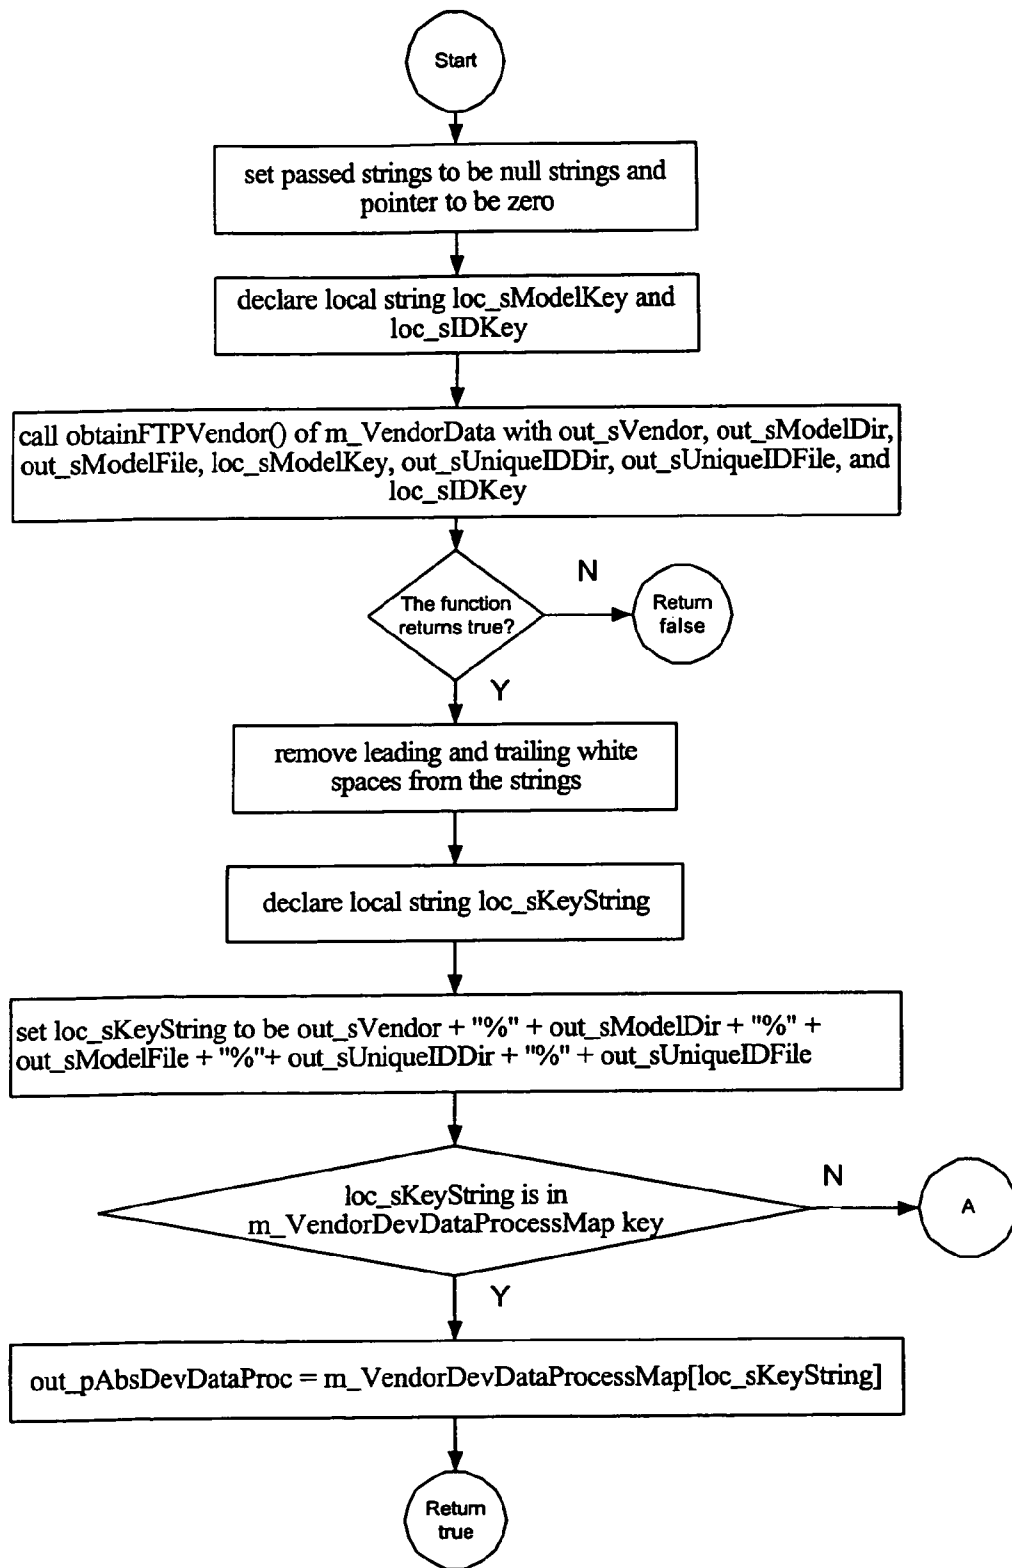 Start
set passed strings to be null strings and
pointer to be zero
declare local string loc_sModelKey and
loc_sIDKey
call obtainFTPVendor() of m_VendorData with out_sVendor, out_sModelDir,
out_sModelFile, loc_sModelKey, out_sUniqueIDDir, out_sUniqueIDFile, and
loc_sIDKey
The function
returns true?
N
Return
false
Y
remove leading and trailing white
spaces from the strings
declare local string loc_sKeyString
set loc_sKeyString to be out_sVendor + "%" + out_sModelDir + "%" +
out_sModelFile + "%"+ out_sUniqueIDDir + "%" + out_sUniqueIDFile
loc_sKeyString is in
m_VendorDevDataProcessMap key
N
A
Y
out_pAbsDevDataProc = m_VendorDevDataProcessMap[loc_sKeyString]
Return
true